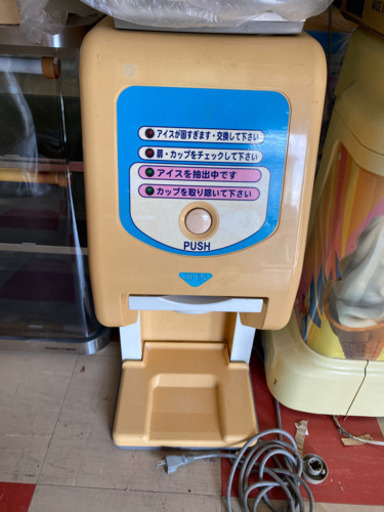 アイスが固すぎます・交換して下さい
扉・カップをチェックして下さい
アイスを抽出中です
カップを取り除いて下さい
PUSH